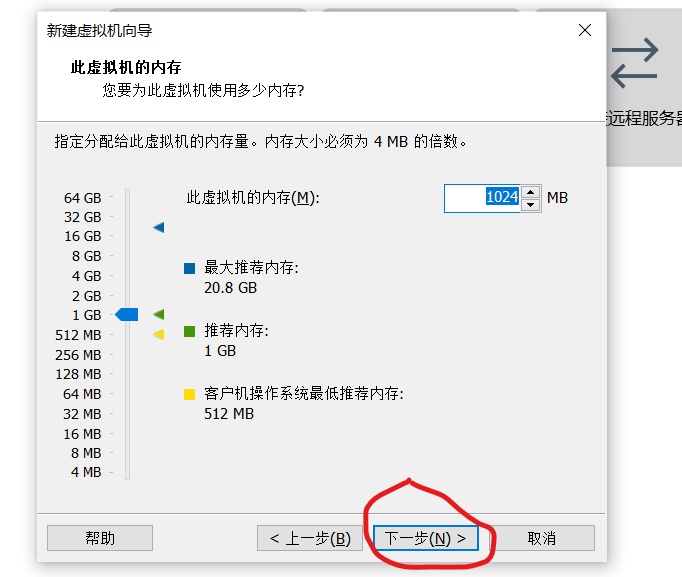 新建虚拟机向导
此虚拟机的内存
您要为此虚拟机使用多少内存?
远程服务器
指定分配给此虚拟机的内存量。内存大小必须为 4 MB 的倍数。
此虚拟机的内存(M): 1024 MB
64 GB
32 GB
16 GB
8 GB
4 GB
2 GB
1 GB
512 MB
256 MB
128 MB
64 MB
32 MB
16 MB
8 MB
4 MB
最大推荐内存:
20.8 GB
推荐内存:
1 GB
客户机操作系统最低推荐内存:
512 MB
帮助 < 上一步(B) 下一步(N) > 取消